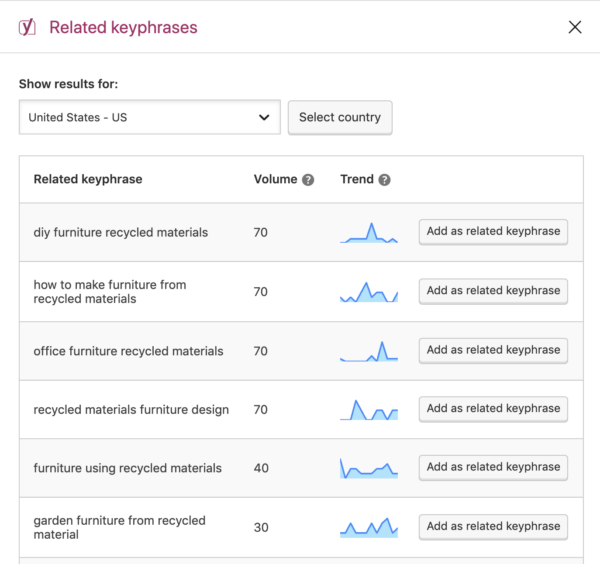 Related keyphrases
Show results for:
United States - US
Select country
Related keyphrase Volume ? Trend ?
diy furniture recycled materials 70 Add as related keyphrase
how to make furniture from
recycled materials 70 Add as related keyphrase
office furniture recycled materials 70 Add as related keyphrase
recycled materials furniture design 70 Add as related keyphrase
furniture using recycled materials 40 Add as related keyphrase
garden furniture from recycled
material 30 Add as related keyphrase